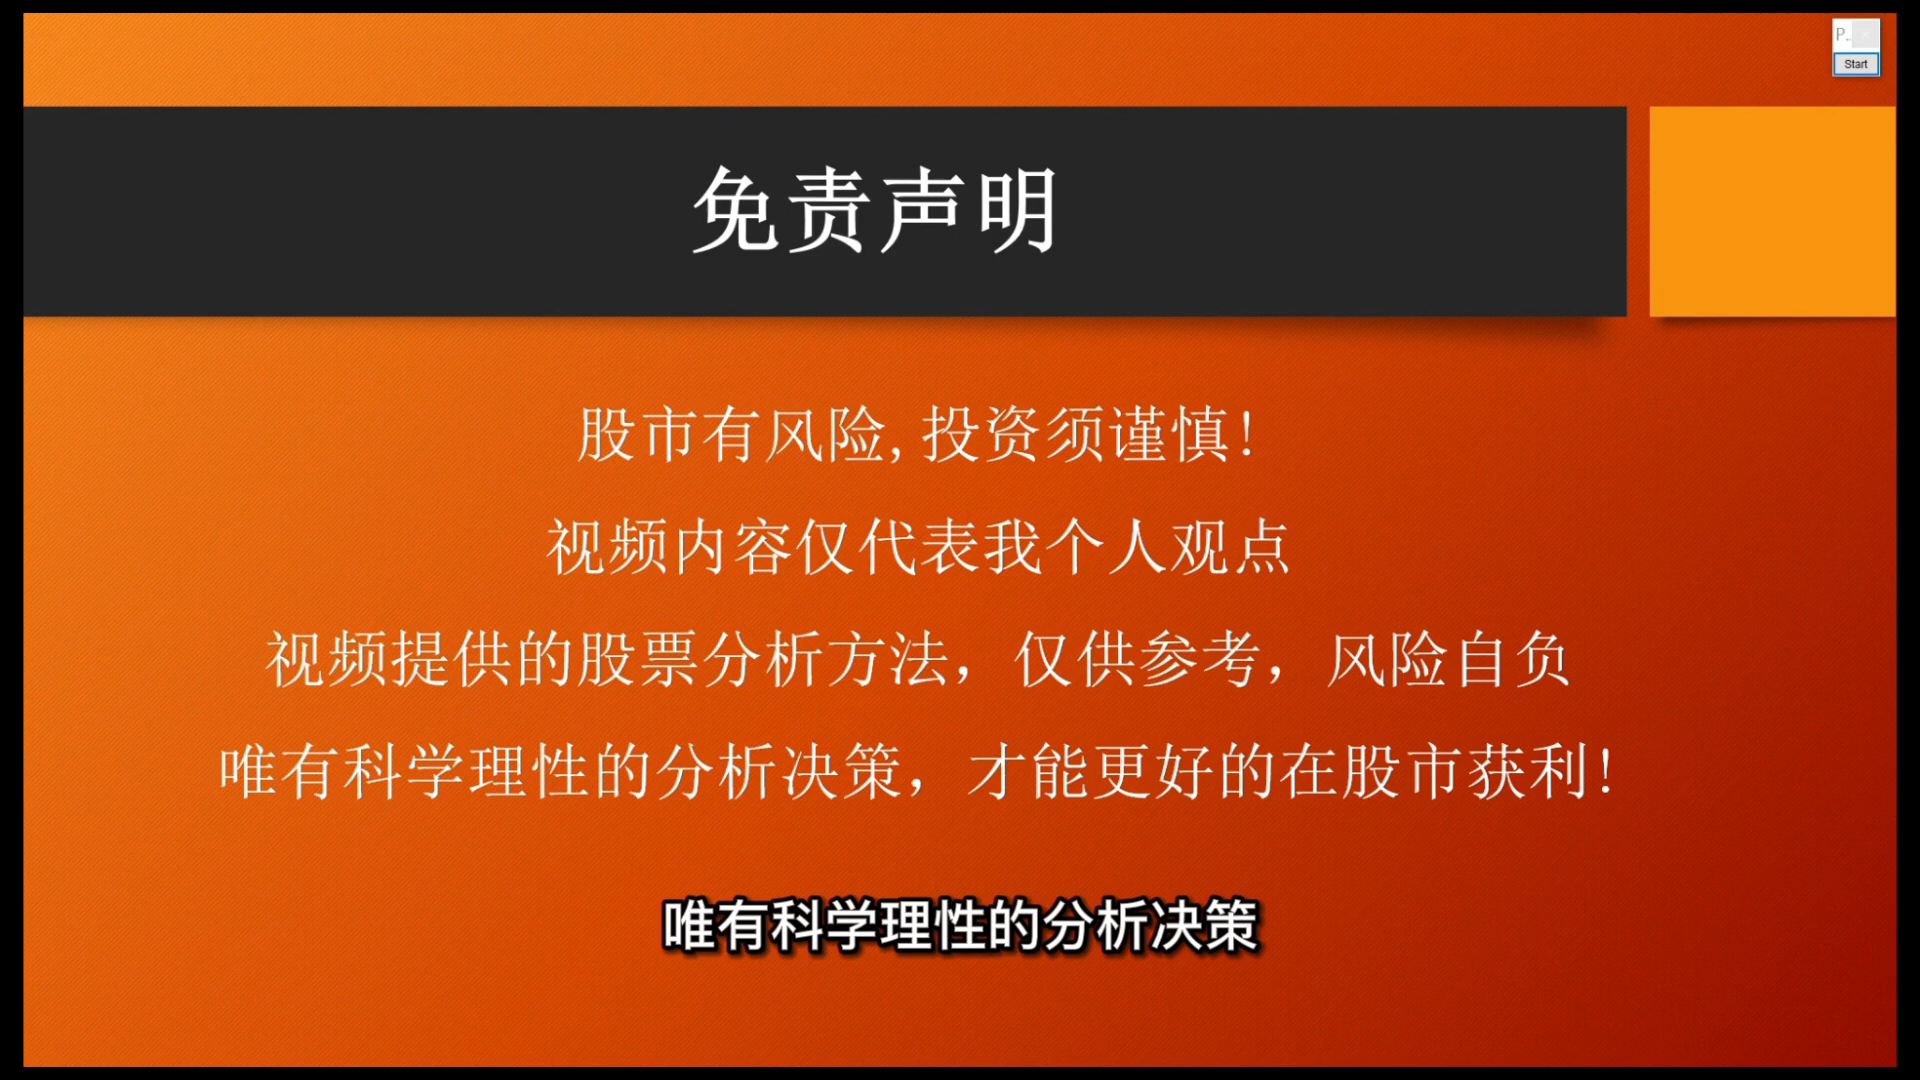 P..
Start
免责声明
股市有风险,投资须谨慎!
视频内容仅代表我个人观点
视频提供的股票分析方法，仅供参考，风险自负
唯有科学理性的分析决策，才能更好的在股市获利!
唯有科学理性的分析决策